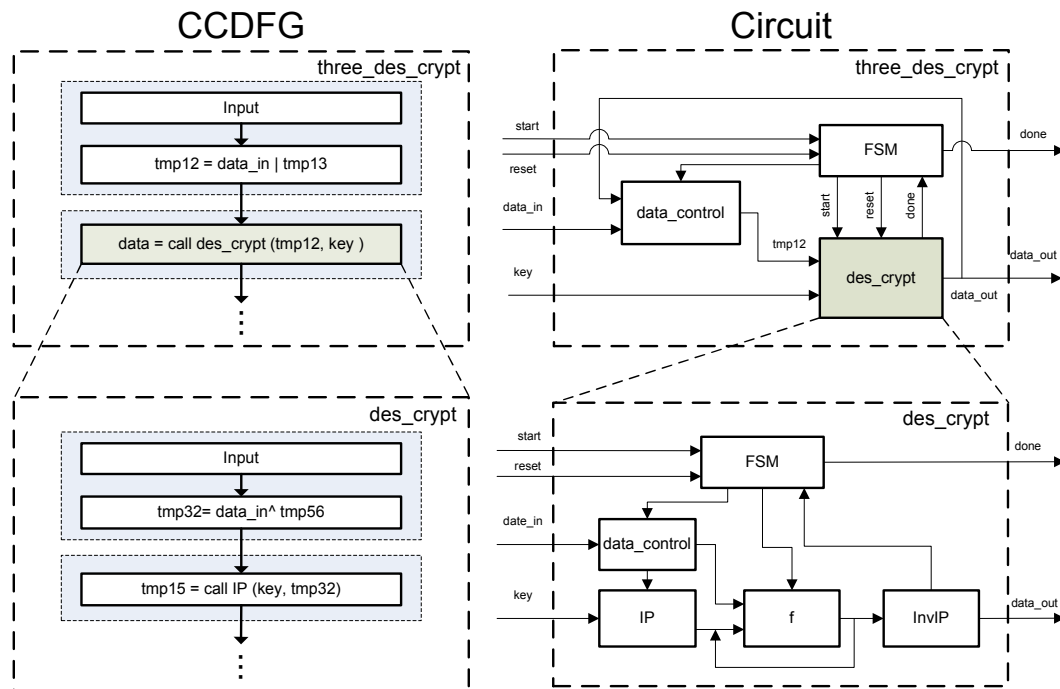 CCDFG
Circuit
three_des_crypt
Input
tmp12 = data_in | tmp13
data = call des_crypt (tmp12, key )
three_des_crypt
start
reset
data_in
key
FSM
done
data_control
start
reset
done
tmp12
des_crypt
data_out
data_out
des_crypt
Input
tmp32= data_in^ tmp56
tmp15 = call IP (key, tmp32)
des_crypt
start
reset
FSM
done
date_in
data_control
key
IP
f
InvIP
data_out